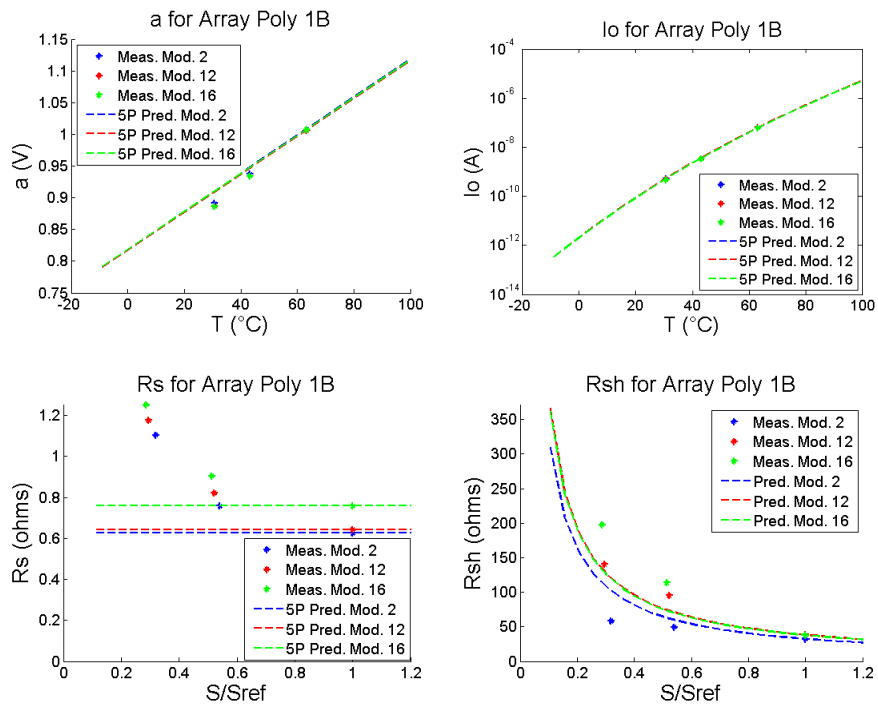 a for Array Poly 1B
1.2
1.15
1.1
1.05
1
0.95
0.9
0.85
0.8
0.75
a (V)
Meas. Mod. 2
Meas. Mod. 12
Meas. Mod. 16
5P Pred. Mod. 2
5P Pred. Mod. 12
5P Pred. Mod. 16
-20 0 20 40 60 80 100
T (°C)
Io for Array Poly 1B
10^-4
10^-6
10^-8
10^-10
10^-12
10^-14
Io (A)
Meas. Mod. 2
Meas. Mod. 12
Meas. Mod. 16
5P Pred. Mod. 2
5P Pred. Mod. 12
5P Pred. Mod. 16
-20 0 20 40 60 80 100
T (°C)
Rs for Array Poly 1B
1.2
1
0.8
0.6
0.4
0.2
0
Rs (ohms)
Meas. Mod. 2
Meas. Mod. 12
Meas. Mod. 16
5P Pred. Mod. 2
5P Pred. Mod. 12
5P Pred. Mod. 16
0 0.2 0.4 0.6 0.8 1 1.2
S/Sref
Rsh for Array Poly 1B
350
300
250
200
150
100
50
0
Rsh (ohms)
Meas. Mod. 2
Meas. Mod. 12
Meas. Mod. 16
Pred. Mod. 2
Pred. Mod. 12
Pred. Mod. 16
0 0.2 0.4 0.6 0.8 1 1.2
S/Sref